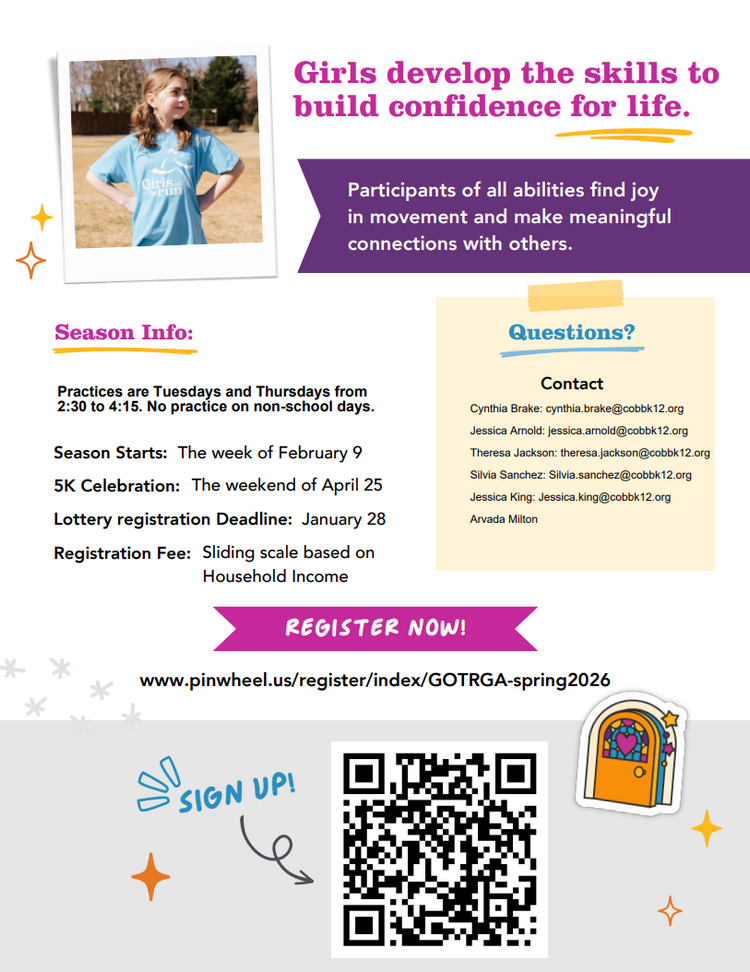 Girls develop the skills to
build confidence for life.
Girls on
the run
Participants of all abilities find joy
in movement and make meaningful
connections with others.
Season Info:
Practices are Tuesdays and Thursdays from
2:30 to 4:15. No practice on non-school days.
Season Starts: The week of February 9
5K Celebration: The weekend of April 25
Lottery registration Deadline: January 28
Registration Fee: Sliding scale based on
Household Income
Questions?
Contact
Cynthia Brake: cynthia.brake@cobbk12.org
Jessica Arnold: jessica.arnold@cobbk12.org
Theresa Jackson: theresa.jackson@cobbk12.org
Silvia Sanchez: Silvia.sanchez@cobbk12.org
Jessica King: Jessica.king@cobbk12.org
Arvada Milton
REGISTER NOW!
www.pinwheel.us/register/index/GOTRGA-spring2026
SIGN UP!